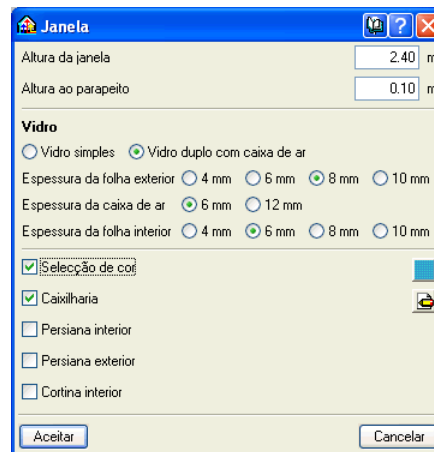 Janela
Altura da janela 2.40 m
Altura ao parapeito 0.10 m
Vidro
Vidro simples Vidro duplo com caixa de ar
Espessura da folha exterior 4 mm 6 mm 8 mm 10 mm
Espessura da caixa de ar 6 mm 12 mm
Espessura da folha interior 4 mm 6 mm 8 mm 10 mm
Selecção de cor
Caixilharia
Persiana interior
Persiana exterior
Cortina interior
Aceitar Cancelar